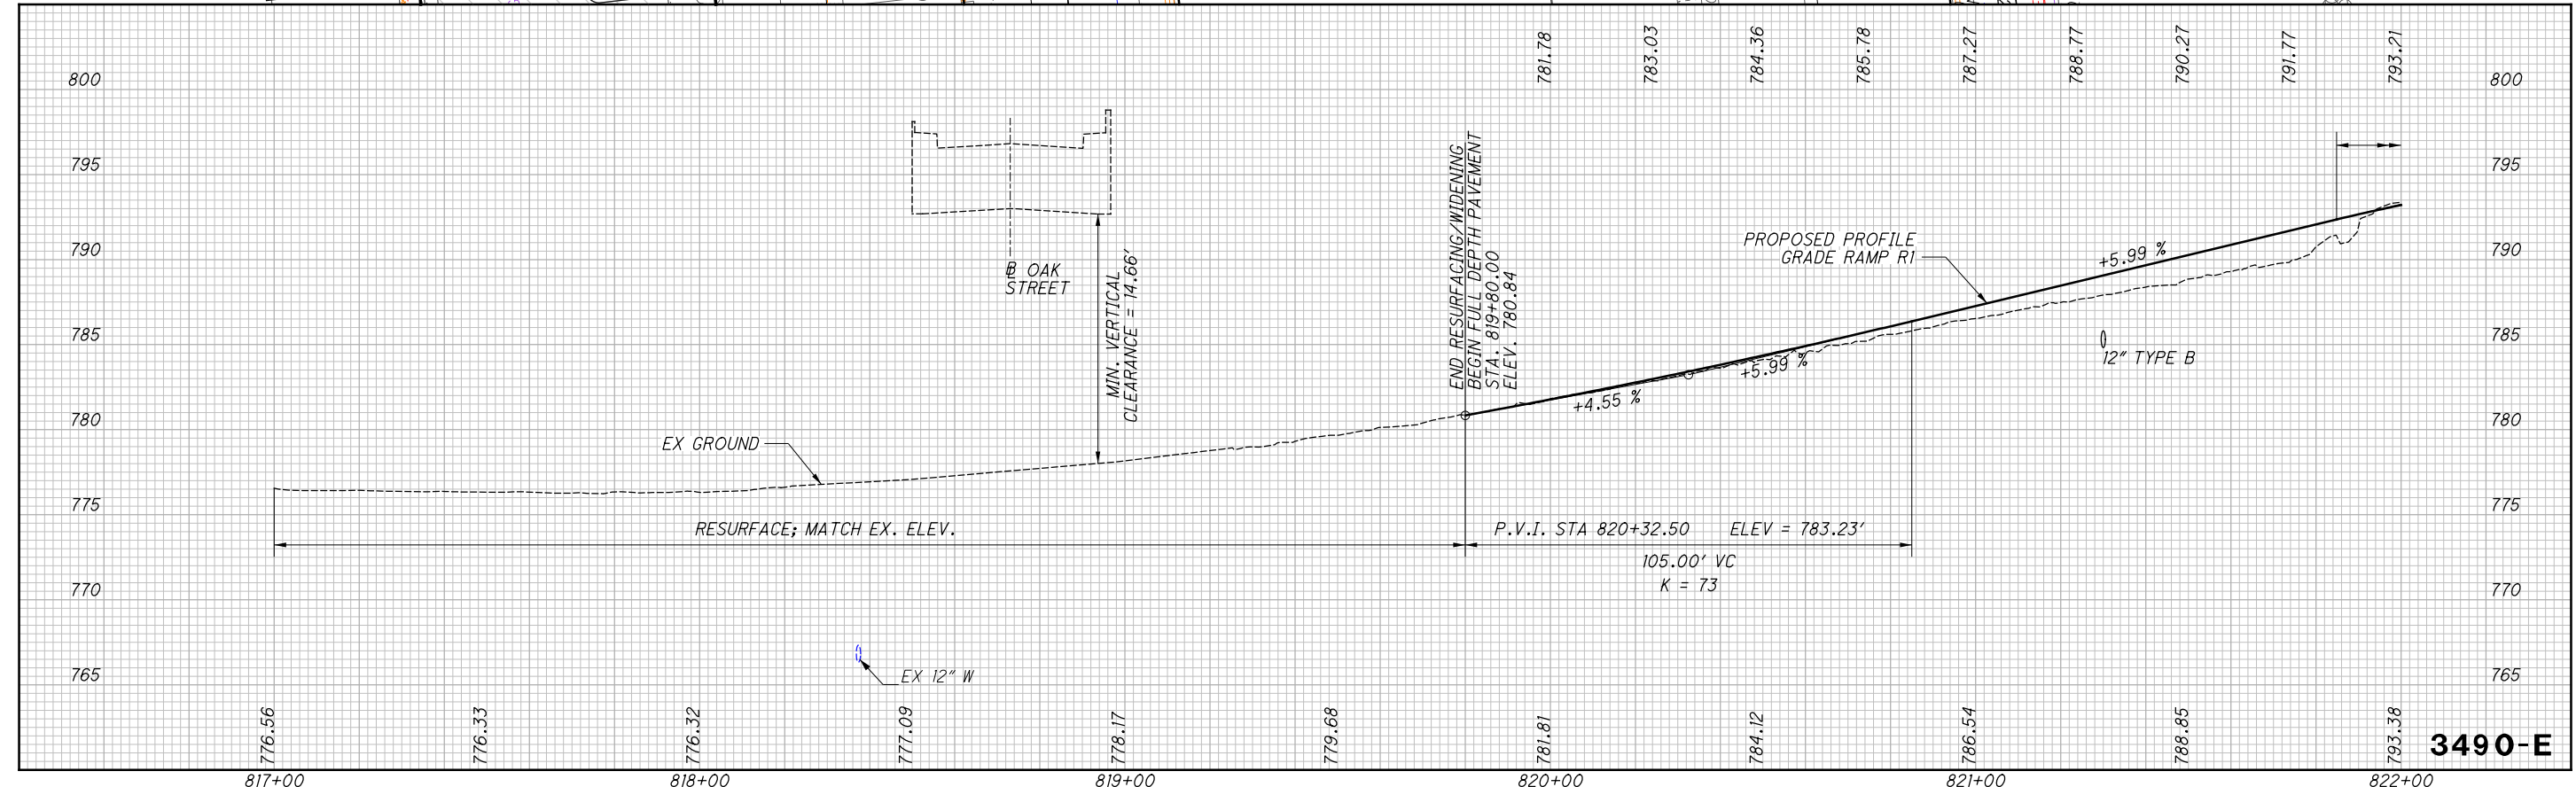 781.78 783.03 784.36 785.78 787.27 788.77 790.27 791.77 793.21
800 800
795 795
790 790
785 785
780 780
775 775
770 770
765 765
OAK
STREET
MIN. VERTICAL
CLEARANCE = 14.66'
END RESURFACING/WIDENING
BEGIN FULL DEPTH PAVEMENT
STA. 819+80.00
ELEV. 780.84
PROPOSED PROFILE
GRADE RAMP R1
+5.99 %
+5.99 %
+4.55 %
12" TYPE B
EX GROUND
RESURFACE; MATCH EX. ELEV.
P.V.I. STA 820+32.50 ELEV = 783.23'
105.00' VC
K = 73
EX 12" W
776.56 776.33 776.32 777.09 778.17 779.68 781.81 784.12 786.54 788.85 793.38
3490-E
817+00 818+00 819+00 820+00 821+00 822+00